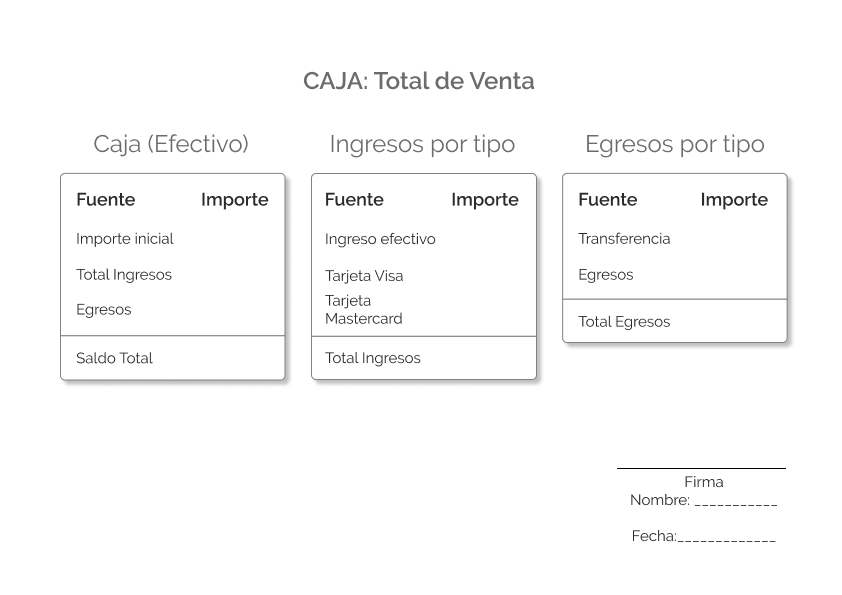 CAJA: Total de Venta
Caja (Efectivo)
Fuente Importe
Importe inicial
Total Ingresos
Egresos
Saldo Total
Ingresos por tipo
Fuente Importe
Ingreso efectivo
Tarjeta Visa
Tarjeta
Mastercard
Total Ingresos
Egresos por tipo
Fuente Importe
Transferencia
Egresos
Total Egresos
Firma
Nombre: ___________
Fecha:_____________